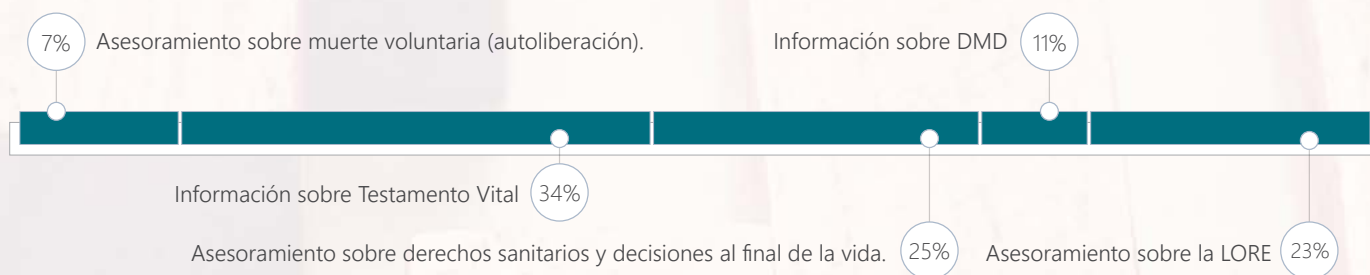 7% Asesoramiento sobre muerte voluntaria (autoliberación).
Información sobre DMD 11%
Información sobre Testamento Vital 34%
Asesoramiento sobre derechos sanitarios y decisiones al final de la vida. 25%
Asesoramiento sobre la LORE 23%